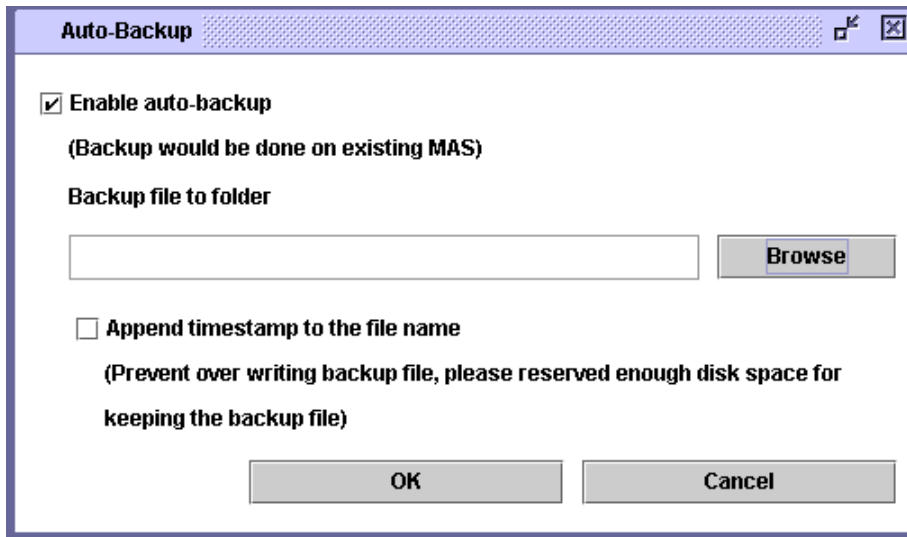 Auto-Backup
Enable auto-backup
(Backup would be done on existing MAS)
Backup file to folder
Browse
Append timestamp to the file name
(Prevent over writing backup file, please reserved enough disk space for
keeping the backup file)
OK
Cancel